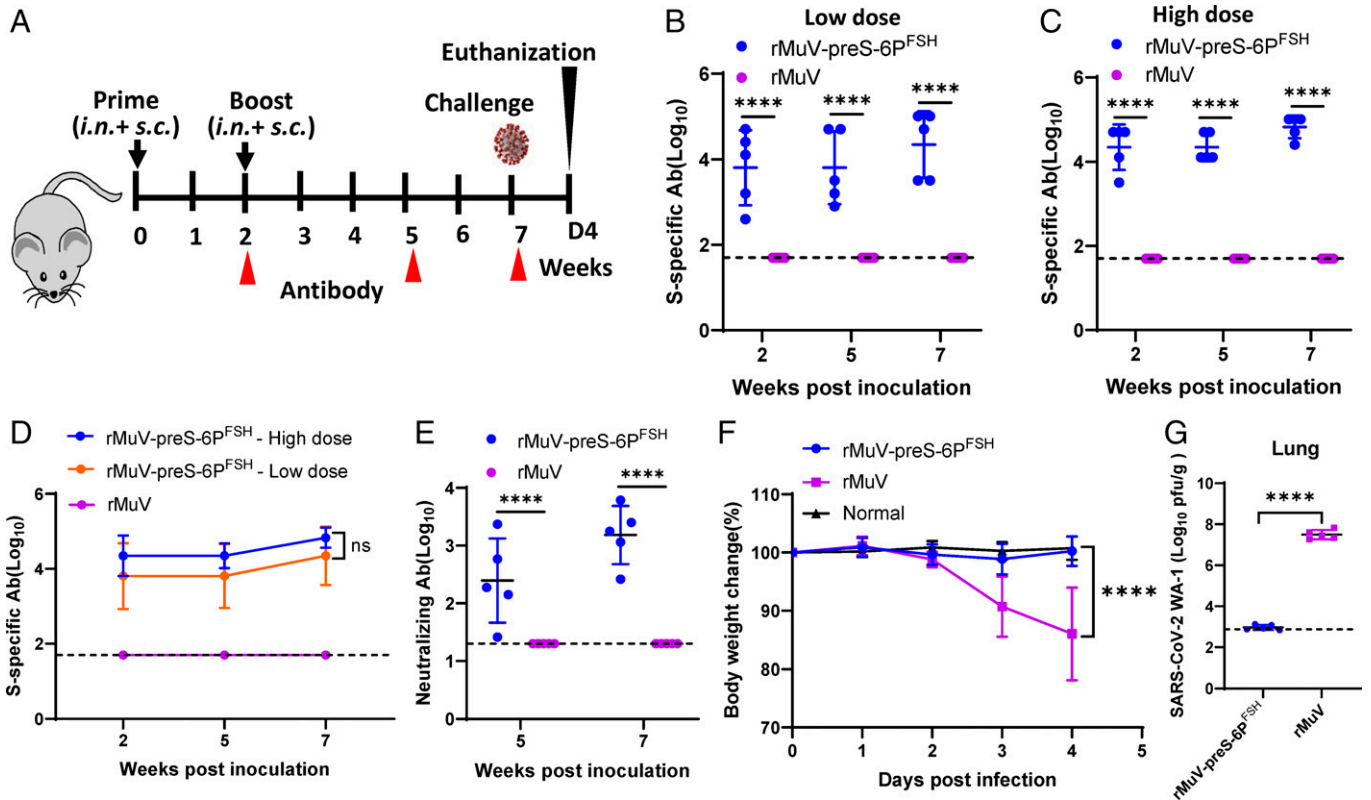 A
Prime
(i.n.+ s.c.)
Boost
(i.n.+ s.c.)
Challenge
Euthanization
0 1 2 3 4 5 6 7 D4
Weeks
Antibody
B
Low dose
rMuV-preS-6P^FSH
rMuV
S-specific Ab(Log₁₀)
6
4
2
0
**** **** ****
2 5 7
Weeks post inoculation
C
High dose
rMuV-preS-6P^FSH
rMuV
S-specific Ab(Log₁₀)
6
4
2
0
**** **** ****
2 5 7
Weeks post inoculation
D
rMuV-preS-6P^FSH - High dose
rMuV-preS-6P^FSH - Low dose
rMuV
S-specific Ab(Log₁₀)
6
4
2
0
ns
2 5 7
Weeks post inoculation
E
rMuV-preS-6P^FSH
rMuV
Neutralizing Ab(Log₁₀)
4
3
2
1
0
**** ****
5 7
Weeks post inoculation
F
rMuV-preS-6P^FSH
rMuV
Normal
Body weight change(%)
110
100
90
80
70
****
0 1 2 3 4 5
Days post infection
G
Lung
SARS-CoV-2 WA-1 (Log₁₀ pfu/g )
10
8
6
4
2
0
****
rMuV-preS-6P^FSH
rMuV